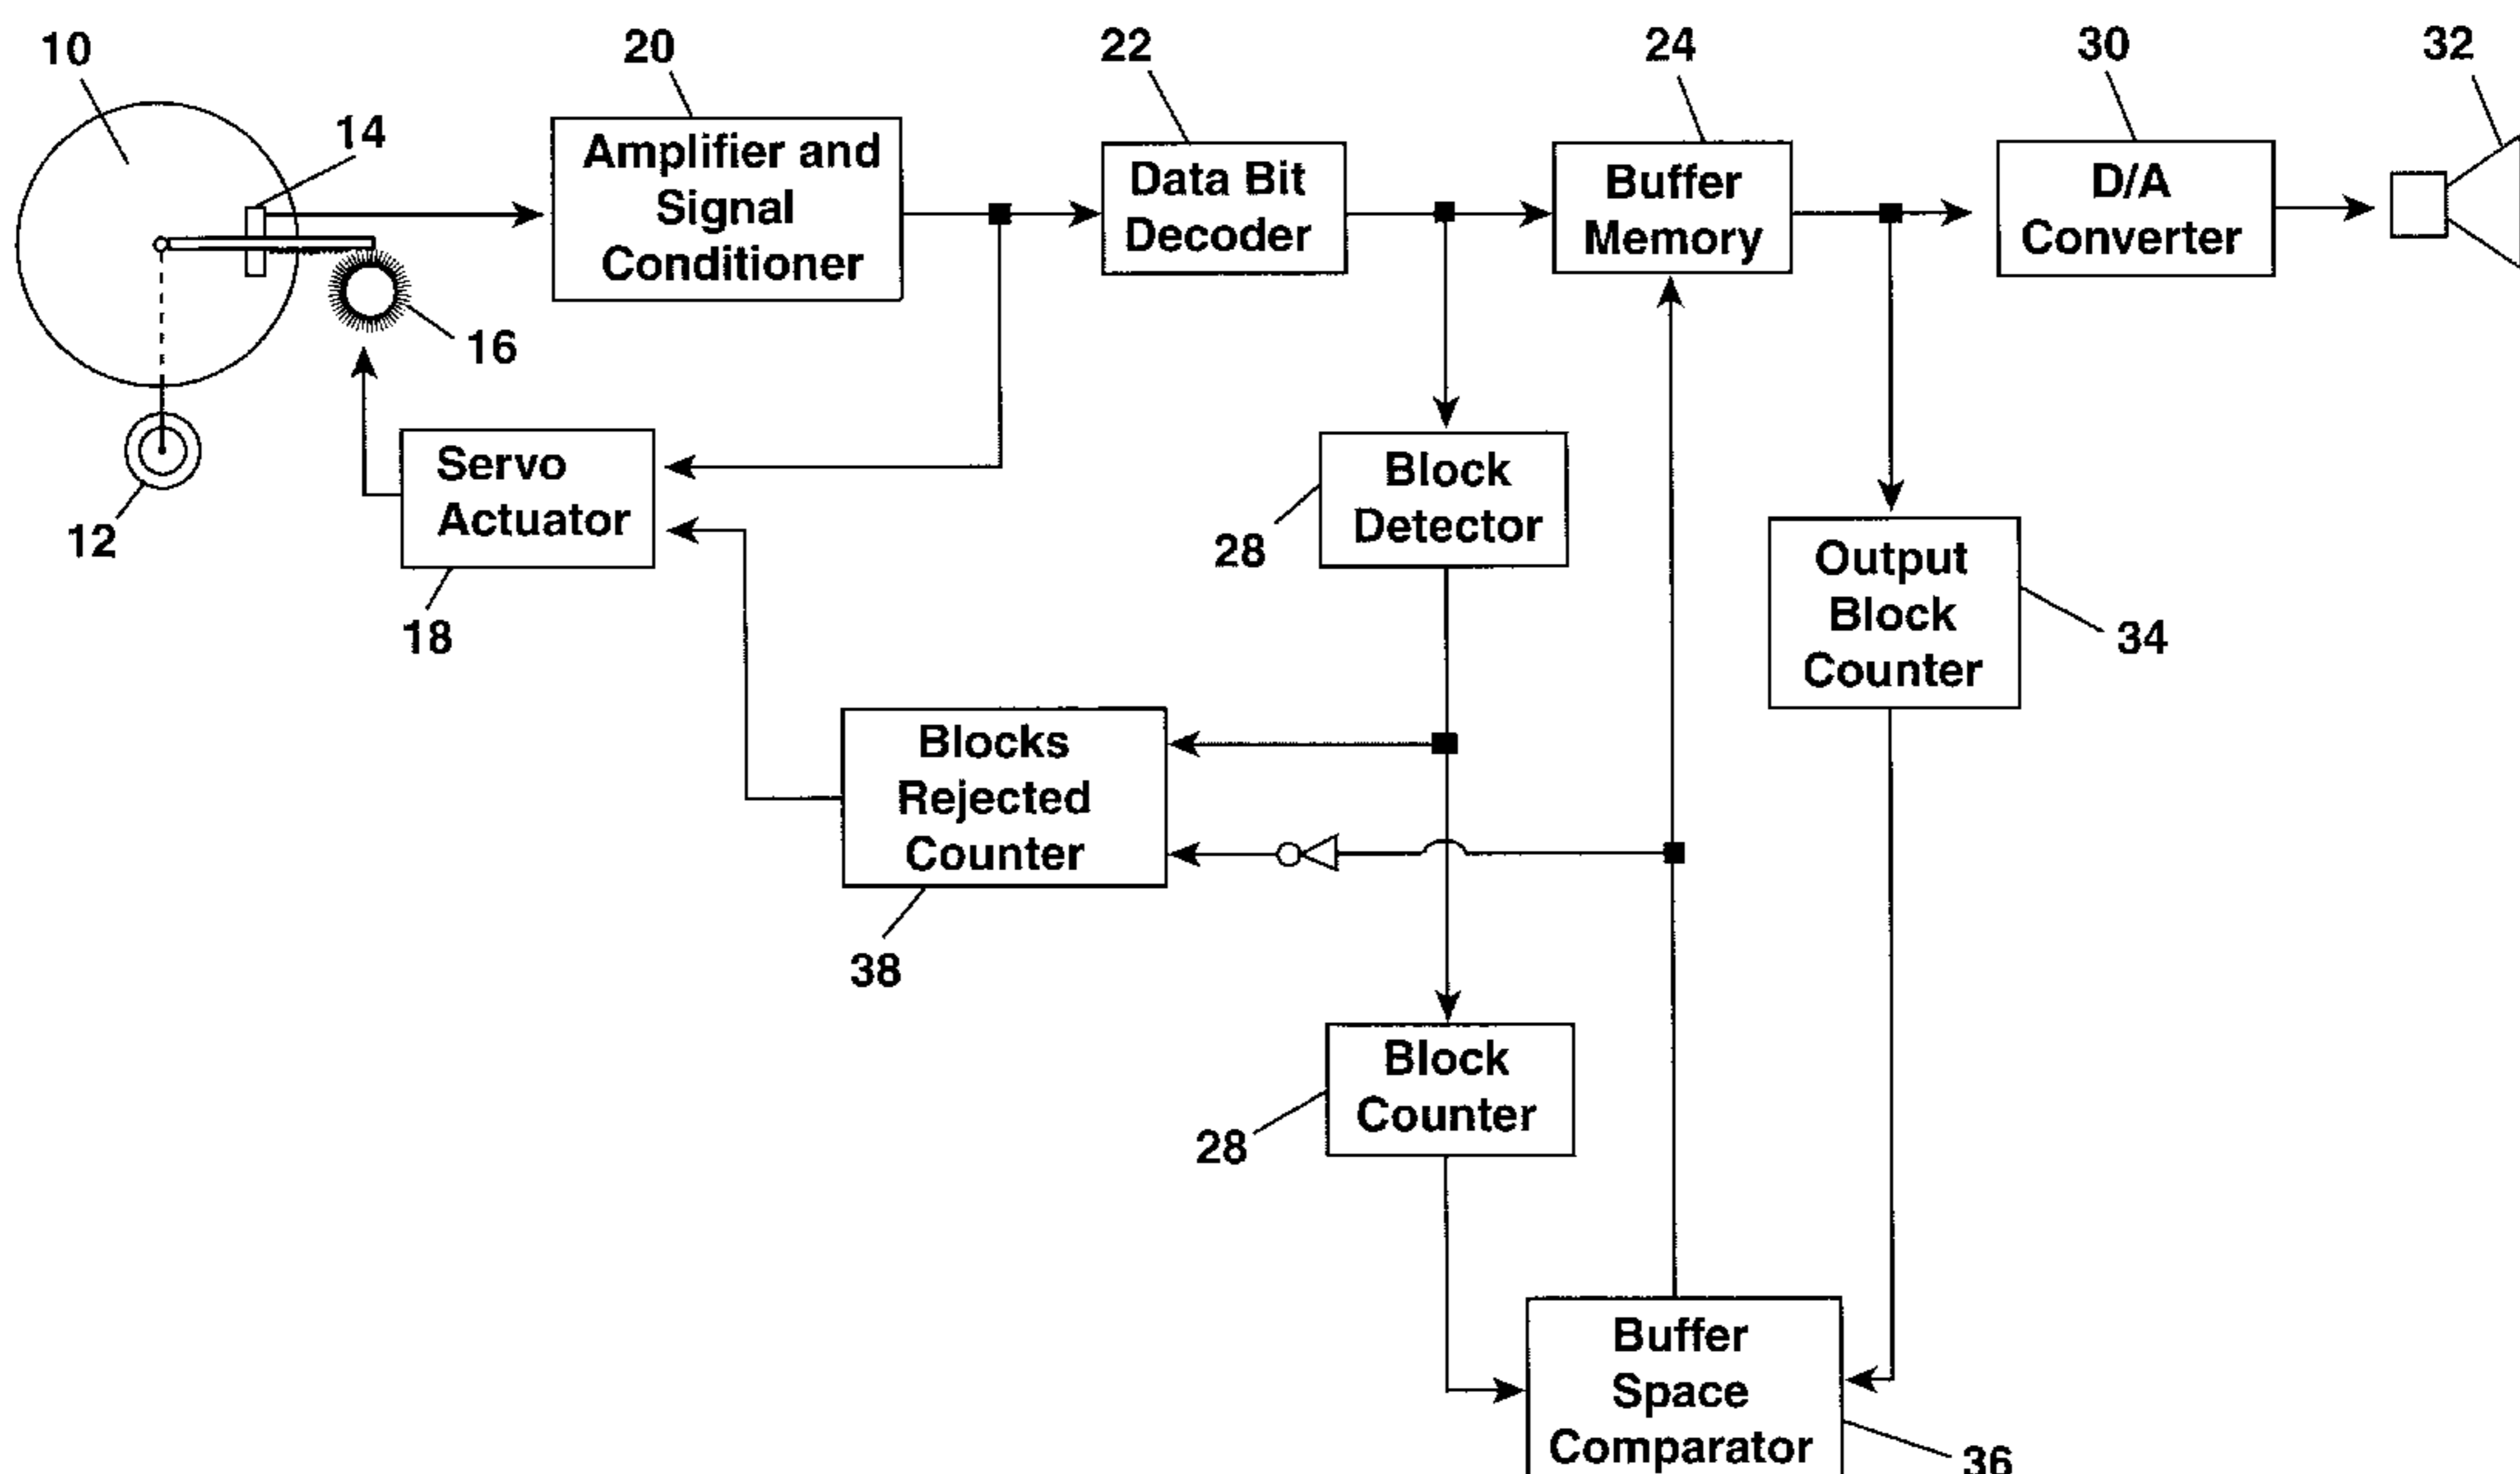 10
14
20
22
24
30
32
Amplifier and
Signal
Conditioner
Data Bit
Decoder
Buffer
Memory
D/A
Converter
16
12
Servo
Actuator
18
Block
Detector
28
Output
Block
Counter
34
Blocks
Rejected
Counter
38
Block
Counter
28
Buffer
Space
Comparator
36